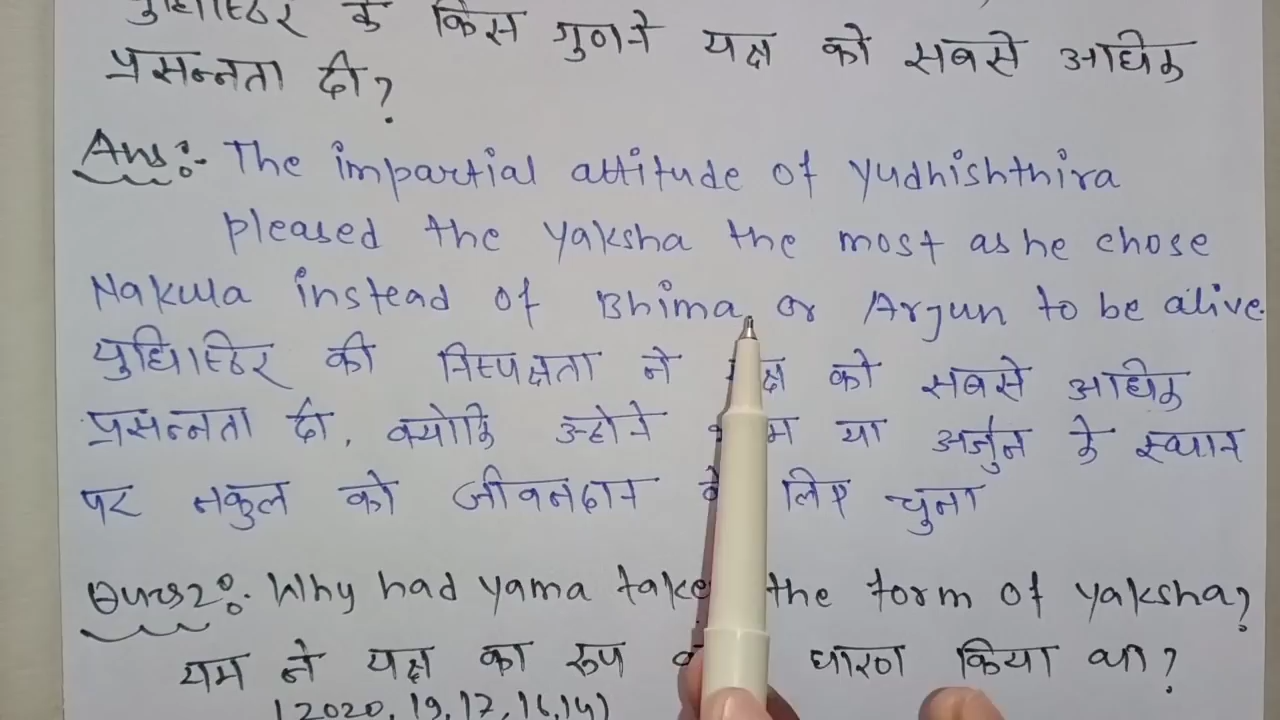 युधिष्ठिर के किस गुणने यक्ष को सबसे अधिक
प्रसन्नता दी?
Ans:- The impartial attitude of Yudhishthira
pleased the yaksha the most as he chose
Nakula instead of Bhima or Arjun to be alive.
युधिष्ठिर की निस्पक्षता ने यक्ष को सबसे अधिक
प्रसन्नता दी, क्योकि उन्होने या अर्जुन के स्थान
पर नकुल को जीवनदान लिए चुना
Ques2:- Why had yama take the form of yaksha?
यम ने यक्ष का रूप धारण किया था?
(2020, 19, 17, 16, 14)